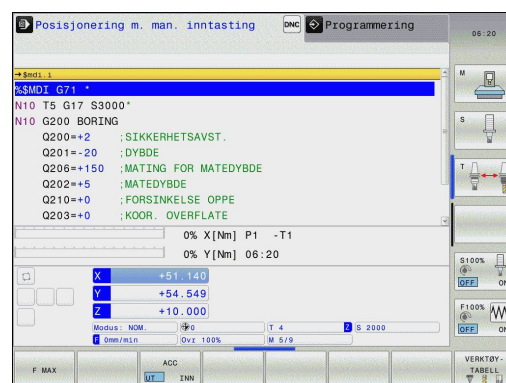 Posisjonering m. man. inntasting
DNC
Programmering
06:20
→$mdi.i
%$MDI G71 *
N10 T5 G17 S3000*
N10 G200 BORING
Q200=+2 ;SIKKERHETSAVST.
Q201=-20 ;DYBDE
Q206=+150 ;MATING FOR MATEDYBDE
Q202=+5 ;MATEDYBDE
Q210=+0 ;FORSINKELSE OPPE
Q203=+0 ;KOOR. OVERFLATE
0% X[Nm] P1 -T1
0% Y[Nm] 06:20
X +51.140
Y +54.549
Z +10.000
Modus: NOM. 0 T 4 Z S 2000
F 0mm/min Ovr 100% M 5/9
M
S
T
S100%
OFF ON
F100%
OFF ON
F MAX
ACC
UT INN
VERKTØY-
TABELL